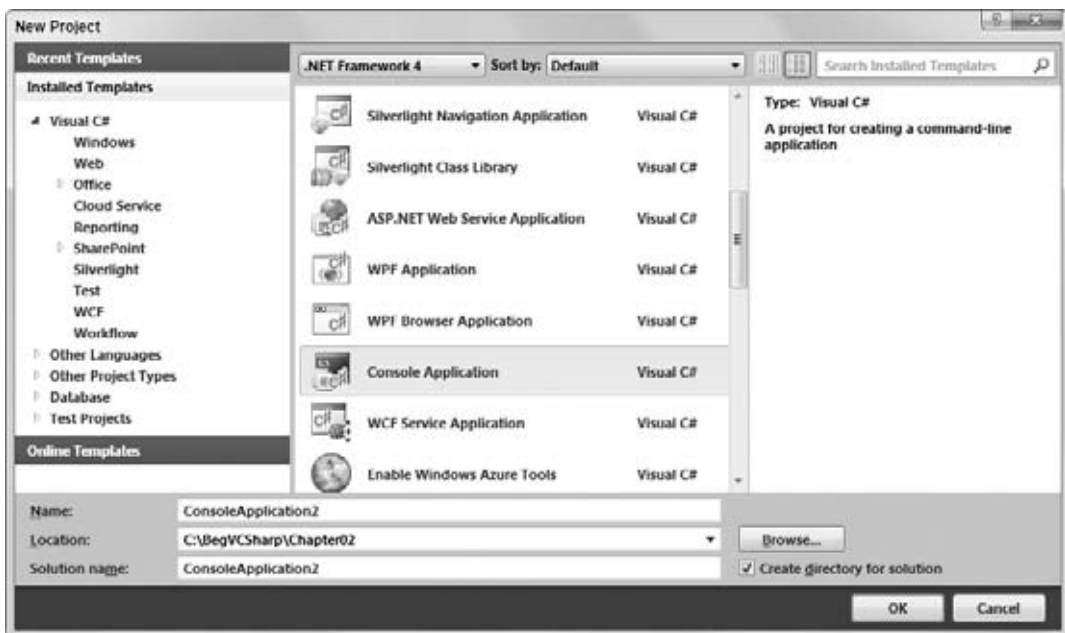 New Project
Recent Templates
Installed Templates
Visual C#
Windows
Web
Office
Cloud Service
Reporting
SharePoint
Silverlight
Test
WCF
Workflow
Other Languages
Other Project Types
Database
Test Projects
Online Templates
.NET Framework 4
Sort by: Default
Search Installed Templates
Silverlight Navigation Application Visual C#
Silverlight Class Library Visual C#
ASP.NET Web Service Application Visual C#
WPF Application Visual C#
WPF Browser Application Visual C#
Console Application Visual C#
WCF Service Application Visual C#
Enable Windows Azure Tools Visual C#
Type: Visual C#
A project for creating a command-line
application
Name: ConsoleApplication2
Location: C:\BegVCSharp\Chapter02
Browse...
Solution name: ConsoleApplication2
Create directory for solution
OK Cancel